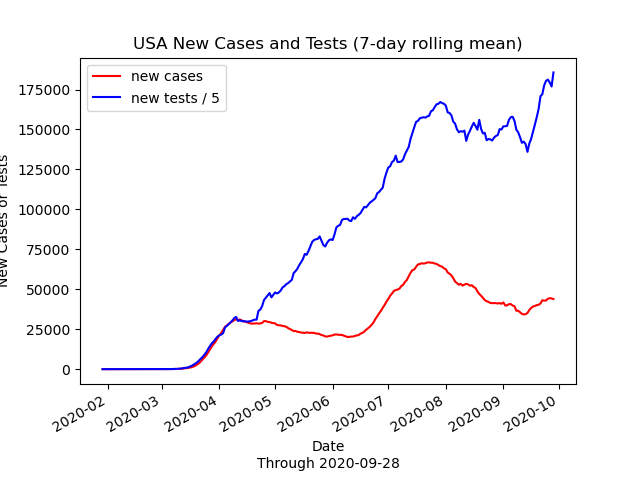 USA New Cases and Tests (7-day rolling mean)
new cases
new tests / 5
175000
150000
125000
100000
75000
50000
25000
0
New Cases or Tests
2020-02
2020-03
2020-04
2020-05
2020-06
2020-07
2020-08
2020-09
2020-10
Date
Through 2020-09-28